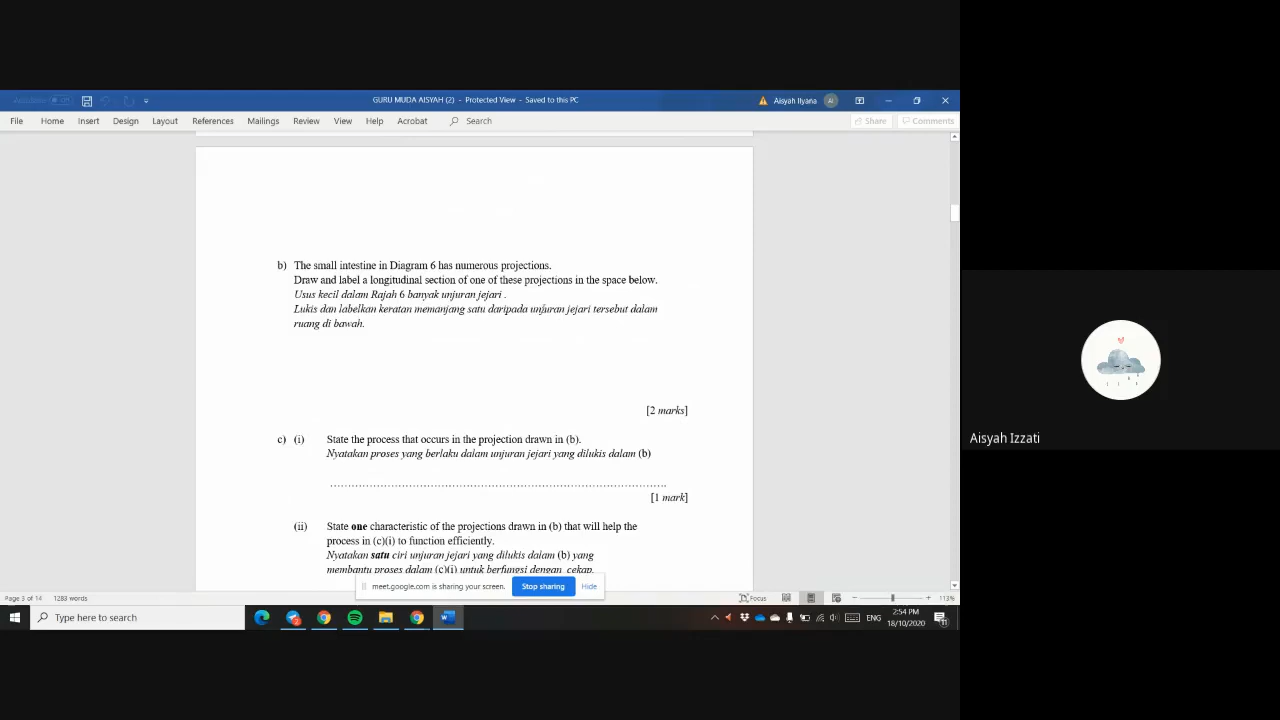 GURU MUDA AISYAH (2) - Protected View - Saved to this PC
Aisyah Ilyana
AI
File Home Insert Design Layout References Mailings Review View Help Acrobat Search
Share Comments
b) The small intestine in Diagram 6 has numerous projections.
Draw and label a longitudinal section of one of these projections in the space below.
Usus kecil dalam Rajah 6 banyak unjuran jejari .
Lukis dan labelkan keratan memanjang satu daripada unjuran jejari tersebut dalam
ruang di bawah.
[2 marks]
c) (i) State the process that occurs in the projection drawn in (b).
Nyatakan proses yang berlaku dalam unjuran jejari yang dilukis dalam (b)
[1 mark]
(ii) State one characteristic of the projections drawn in (b) that will help the
process in (c)(i) to function efficiently.
Nyatakan satu ciri unjuran jejari yang dilukis dalam (b) yang
membantu proses dalam (c)(i) untuk berfungsi dengan cekap.
meet.google.com is sharing your screen. Stop sharing Hide
Page 3 of 14 1283 words
Focus
113%
Type here to search
ENG
2:54 PM
18/10/2020
Aisyah Izzati